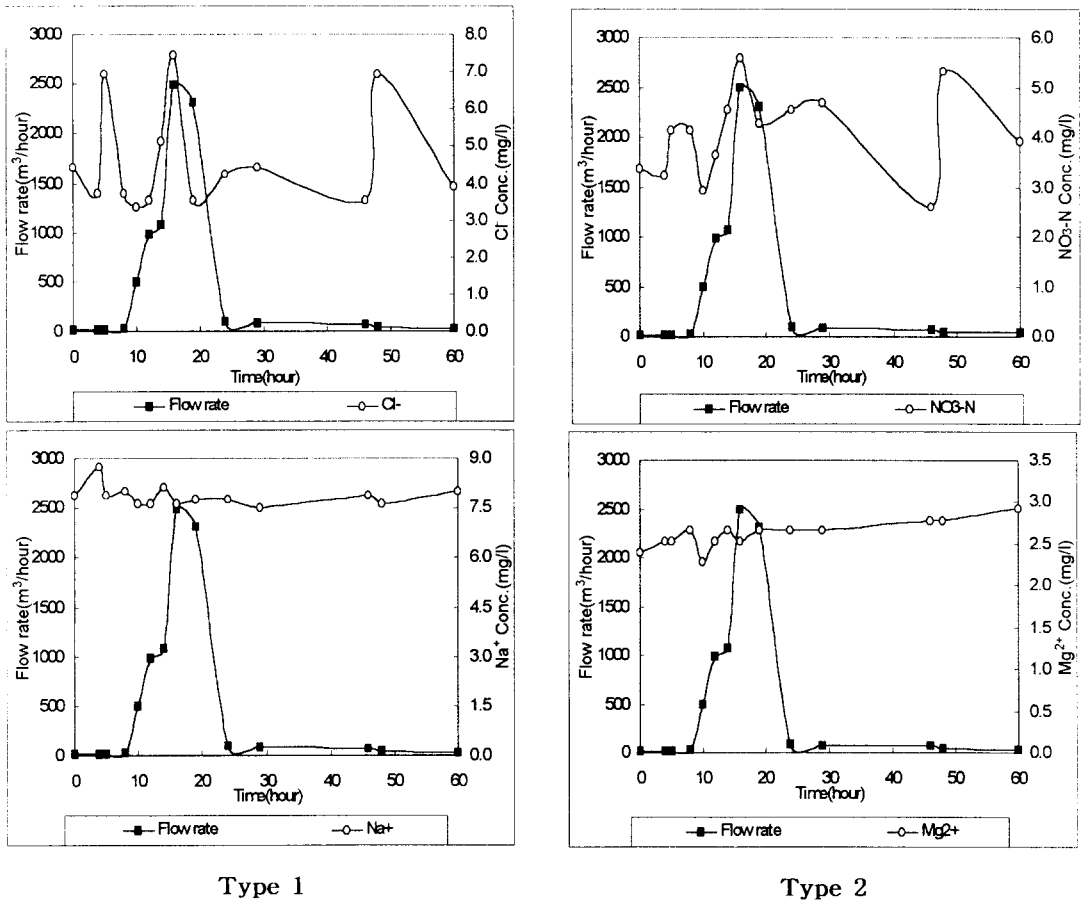 3000
2500
2000
1500
1000
500
0
Flow rate(m³/hour)
8.0
7.0
6.0
5.0
4.0
3.0
2.0
1.0
0.0
Cl⁻ Conc.(mg/l)
0 10 20 30 40 50 60
Time(hour)
Flow rate Cl-
3000
2500
2000
1500
1000
500
0
Flow rate(m³/hour)
6.0
5.0
4.0
3.0
2.0
1.0
0.0
NO3-N Conc.(mg/l)
0 10 20 30 40 50 60
Time(hour)
Flow rate NO3-N
3000
2500
2000
1500
1000
500
0
Flow rate(m³/hour)
9.0
7.5
6.0
4.5
3.0
1.5
0.0
Na⁺ Conc.(mg/l)
0 10 20 30 40 50 60
Time(hour)
Flow rate Na+
3000
2500
2000
1500
1000
500
0
Flow rate(m³/hour)
3.5
3.0
2.5
2.0
1.5
1.0
0.5
0.0
Mg²⁺ Conc.(mg/l)
0 10 20 30 40 50 60
Time(hour)
Flow rate Mg2+
Type 1
Type 2